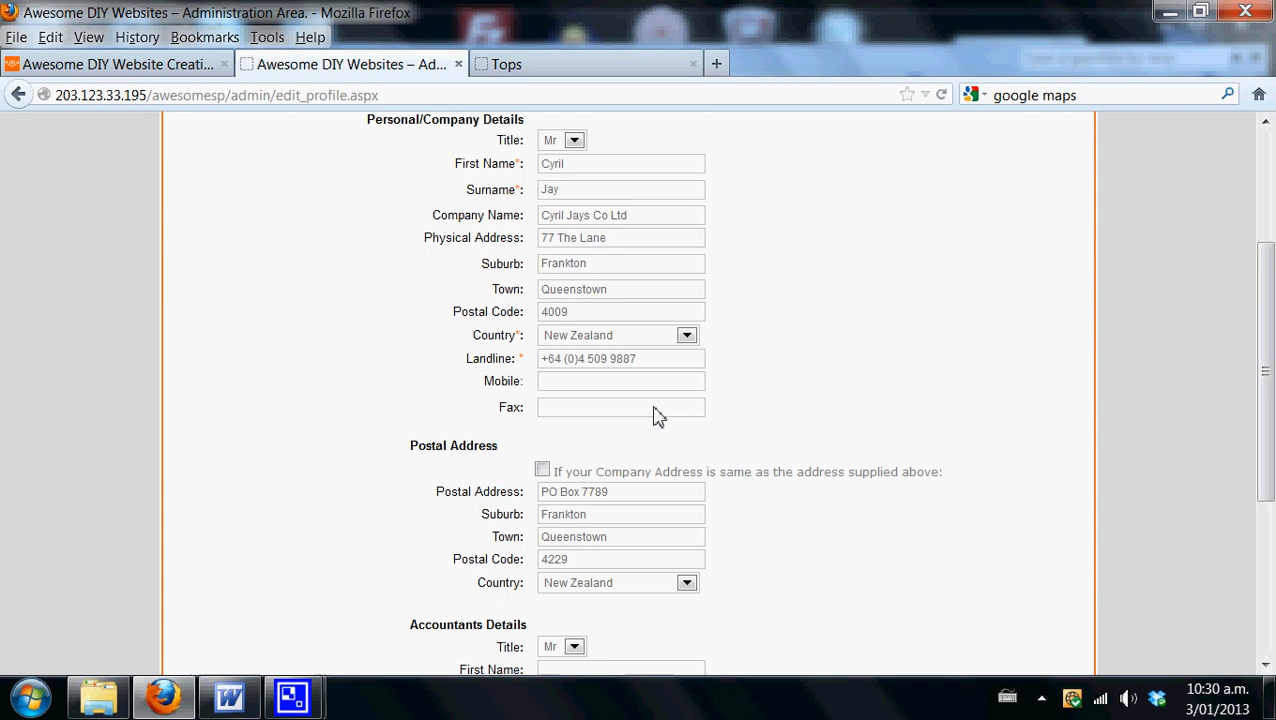 Awesome DIY Websites – Administration Area. - Mozilla Firefox
File Edit View History Bookmarks Tools Help
Awesome DIY Website Creati... × Awesome DIY Websites – Ad... × Tops × +
203.123.33.195/awesomesp/admin/edit_profile.aspx google maps
Personal/Company Details
Title: Mr
First Name*: Cyril
Surname*: Jay
Company Name: Cyril Jays Co Ltd
Physical Address: 77 The Lane
Suburb: Frankton
Town: Queenstown
Postal Code: 4009
Country*: New Zealand
Landline: * +64 (0)4 509 9887
Mobile:
Fax:
Postal Address
If your Company Address is same as the address supplied above:
Postal Address: PO Box 7789
Suburb: Frankton
Town: Queenstown
Postal Code: 4229
Country: New Zealand
Accountants Details
Title: Mr
First Name:
10:30 a.m.
3/01/2013